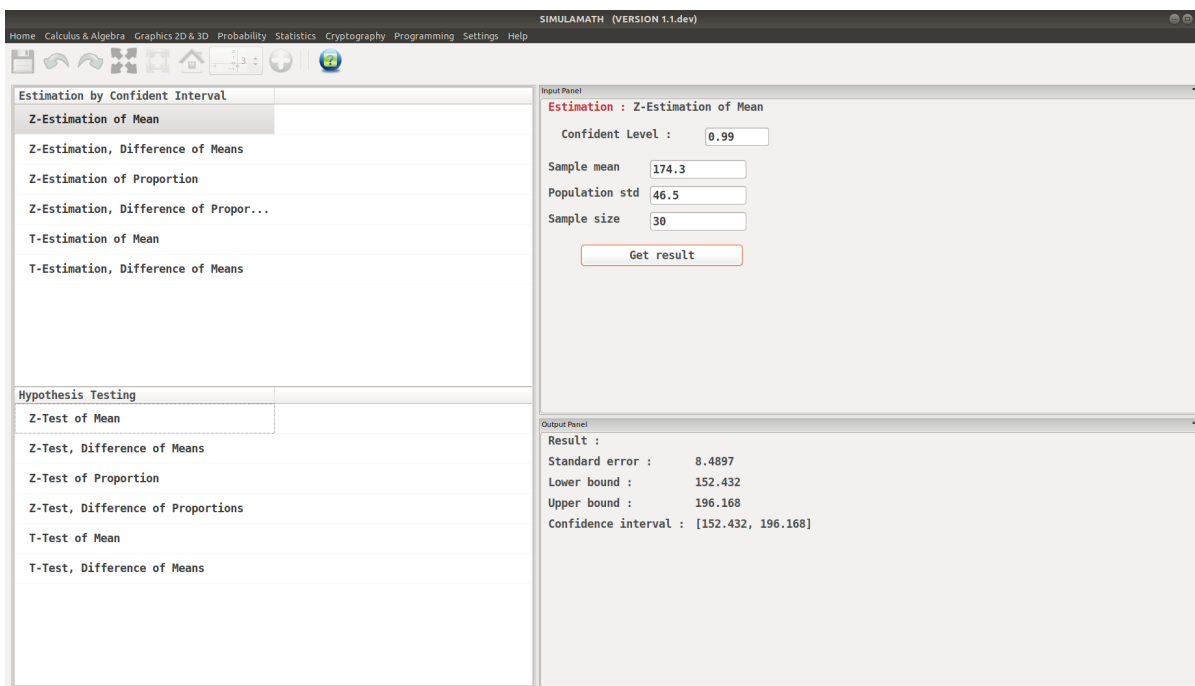 SIMULAMATH (VERSION 1.1.dev)
Home Calculus & Algebra Graphics 2D & 3D Probability Statistics Cryptography Programming Settings Help
3
Estimation by Confident Interval
Z-Estimation of Mean
Z-Estimation, Difference of Means
Z-Estimation of Proportion
Z-Estimation, Difference of Propor...
T-Estimation of Mean
T-Estimation, Difference of Means
Hypothesis Testing
Z-Test of Mean
Z-Test, Difference of Means
Z-Test of Proportion
Z-Test, Difference of Proportions
T-Test of Mean
T-Test, Difference of Means
Input Panel
Estimation : Z-Estimation of Mean
Confident Level : 0.99
Sample mean 174.3
Population std 46.5
Sample size 30
Get result
Output Panel
Result :
Standard error : 8.4897
Lower bound : 152.432
Upper bound : 196.168
Confidence interval : [152.432, 196.168]